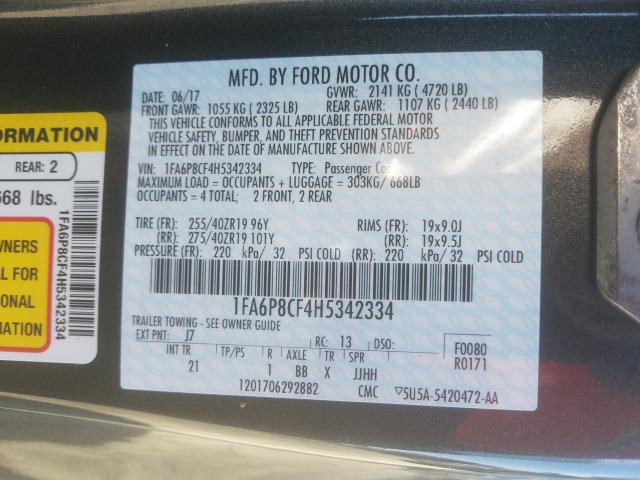 MFD. BY FORD MOTOR CO.
DATE: 06/17 GVWR: 2141 KG ( 4720 LB)
FRONT GAWR: 1055 KG ( 2325 LB) REAR GAWR: 1107 KG ( 2440 LB)
THIS VEHICLE CONFORMS TO ALL APPLICABLE FEDERAL MOTOR
VEHICLE SAFETY, BUMPER, AND THEFT PREVENTION STANDARDS
IN EFFECT ON THE DATE OF MANUFACTURE SHOWN ABOVE.
VIN: 1FA6P8CF4H5342334 TYPE: Passenger Car
MAXIMUM LOAD = OCCUPANTS + LUGGAGE = 303KG/ 668LB
OCCUPANTS = 4 TOTAL; 2 FRONT, 2 REAR
TIRE (FR): 255/40ZR19 96Y RIMS (FR): 19x9.0J
(RR): 275/40ZR19 101Y (RR): 19x9.5J
PRESSURE (FR): 220 kPa/ 32 PSI COLD (RR) 220 kPa/ 32 PSI COLD
1FA6P8CF4H5342334
TRAILER TOWING - SEE OWNER GUIDE
EXT PNT: J7 RC: 13 DSO:
F0080
R0171
INT TR TP/PS R AXLE TR SPR
21 1 BB X JJHH
1201706292882 CMC ▽5U5A-5420472-AA
FORMATION
REAR: 2
668 lbs.
WNERS
AL FOR
IONAL
RMATION
1FA6P8CF4H5342334